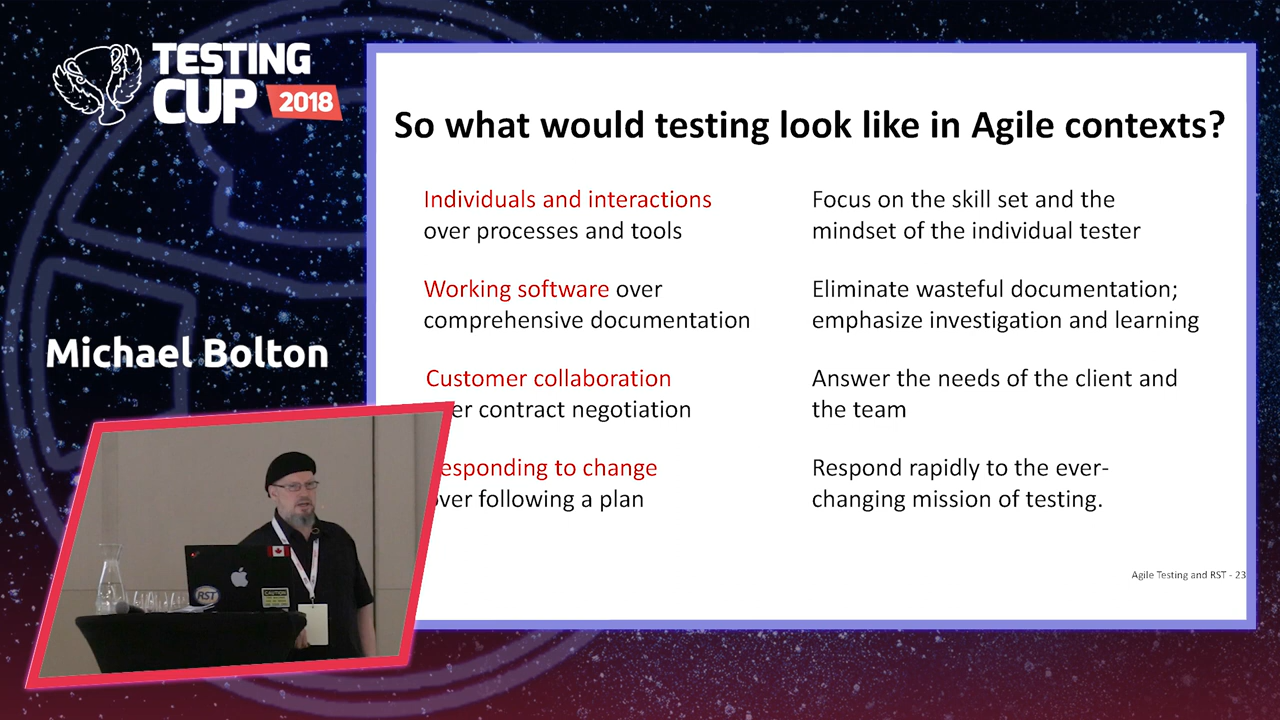 TESTING
CUP 2018
So what would testing look like in Agile contexts?
Individuals and interactions
over processes and tools
Focus on the skill set and the
mindset of the individual tester
Working software over
comprehensive documentation
Eliminate wasteful documentation;
emphasize investigation and learning
Customer collaboration
er contract negotiation
Answer the needs of the client and
the team
esponding to change
over following a plan
Respond rapidly to the ever-
changing mission of testing.
Agile Testing and RST - 23
Michael Bolton
RST
CAUTION